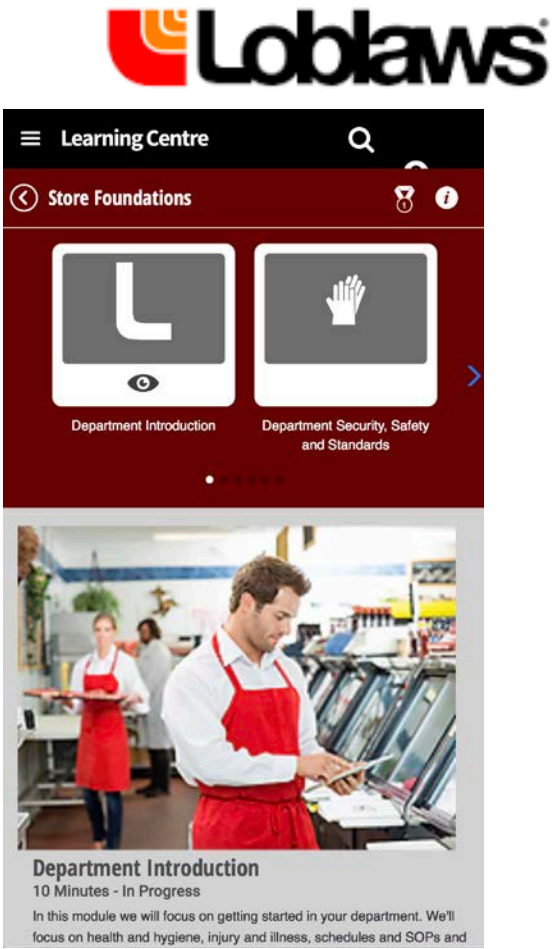 Loblaws
Learning Centre
Store Foundations
1
i
L
Department Introduction
Department Security, Safety
and Standards
Department Introduction
10 Minutes - In Progress
In this module we will focus on getting started in your department. We'll
focus on health and hygiene, injury and illness, schedules and SOPs and